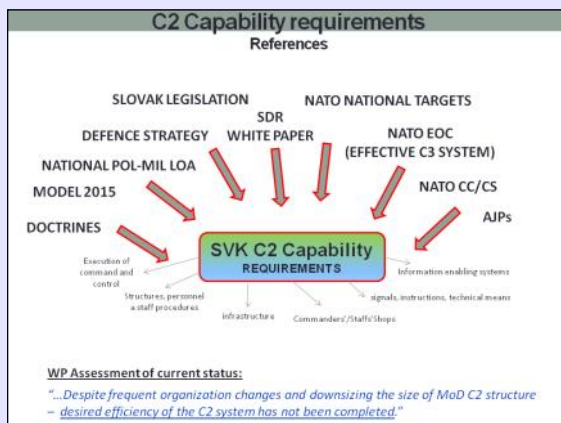 C2 Capability requirements
References
SLOVAK LEGISLATION
NATO NATIONAL TARGETS
SDR
WHITE PAPER
DEFENCE STRATEGY
NATO EOC
(EFFECTIVE C3 SYSTEM)
NATIONAL POL-MIL LOA
MODEL 2015
NATO CC/CS
DOCTRINES
AJPs
SVK C2 Capability
REQUIREMENTS
Execution of
command and
control
Information enabling systems
Structures, personnel
a staff procedures
signals, instructions, technical means
infrastructure
Commanders'/Staffs'Shops
WP Assessment of current status:
"...Despite frequent organization changes and downsizing the size of MoD C2 structure
– desired efficiency of the C2 system has not been completed."